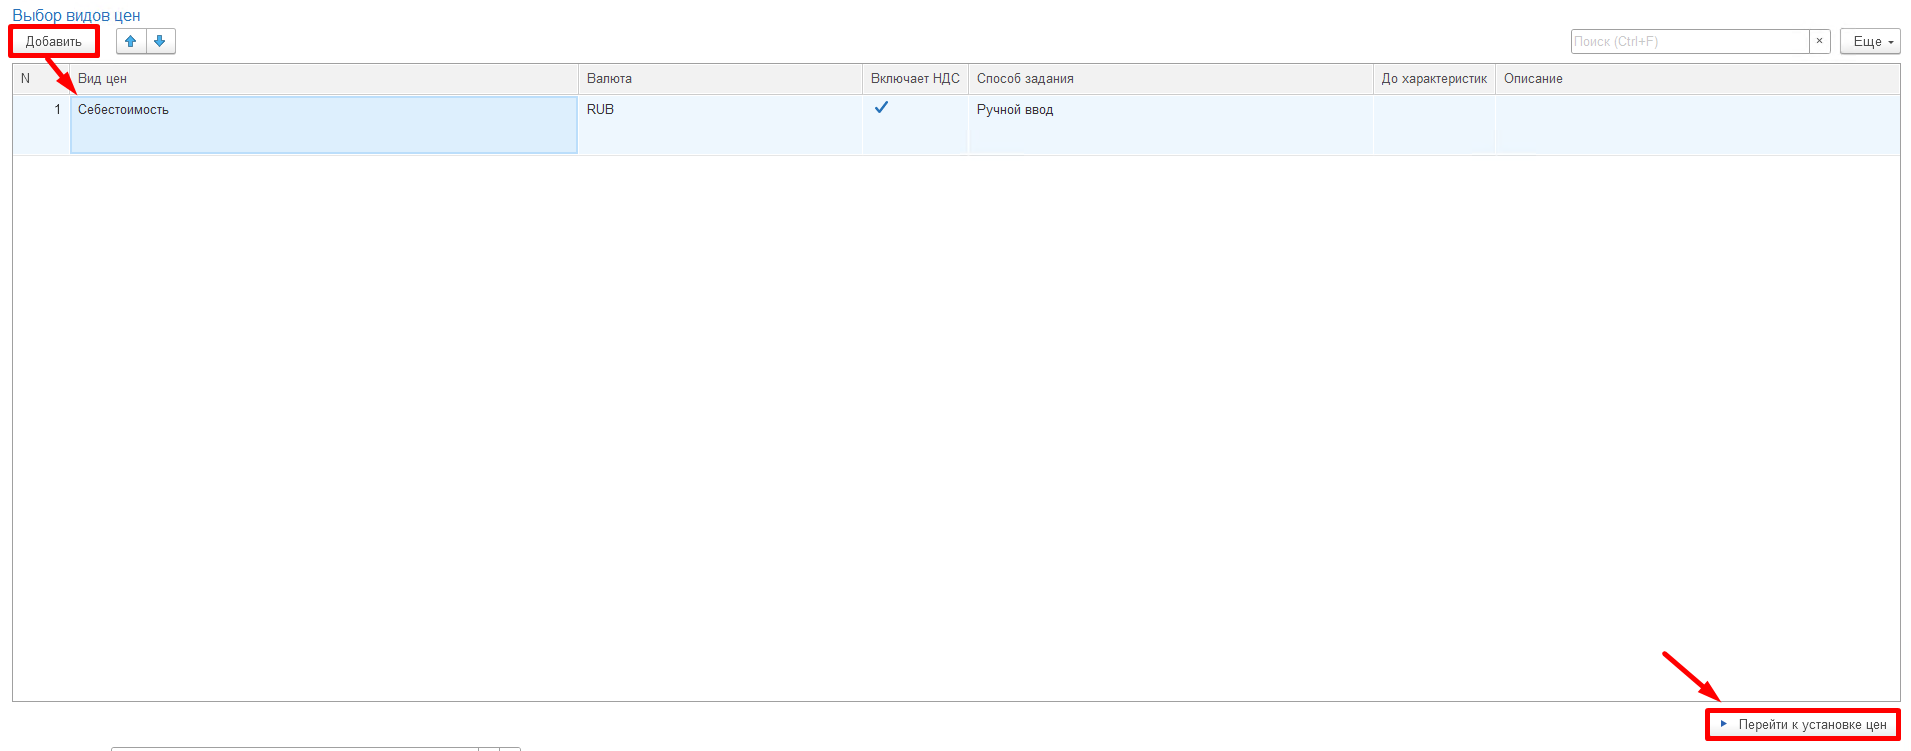 Выбор видов цен
Добавить
Поиск (Ctrl+F)
×
Еще
N Вид цен Валюта Включает НДС Способ задания До характеристик Описание
1 Себестоимость RUB Ручной ввод
Перейти к установке цен